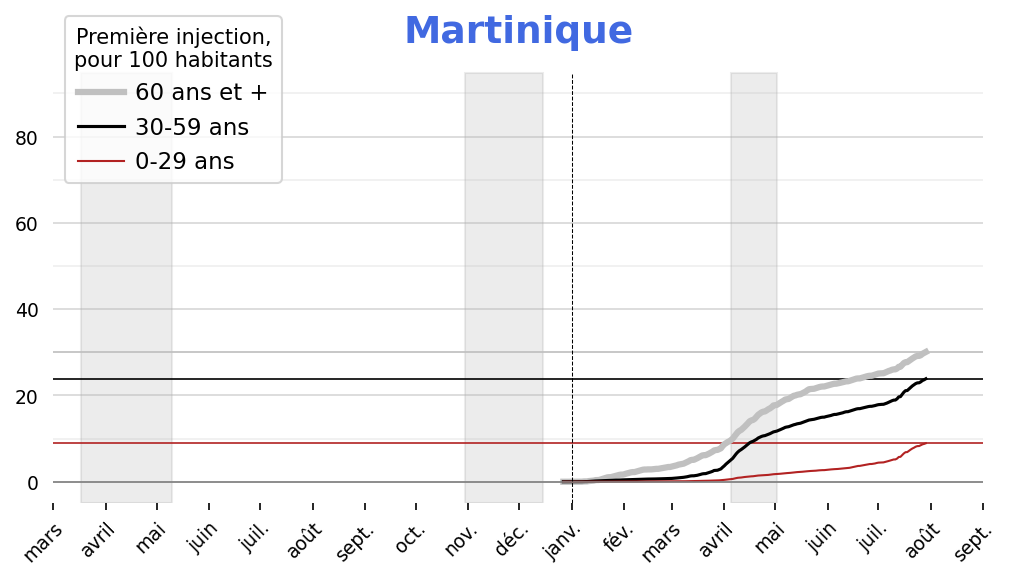 Martinique
Première injection,
pour 100 habitants
60 ans et +
30-59 ans
0-29 ans
80
60
40
20
0
mars avril mai juin juil. août sept. oct. nov. déc. janv. fév. mars avril mai juin juil. août sept.